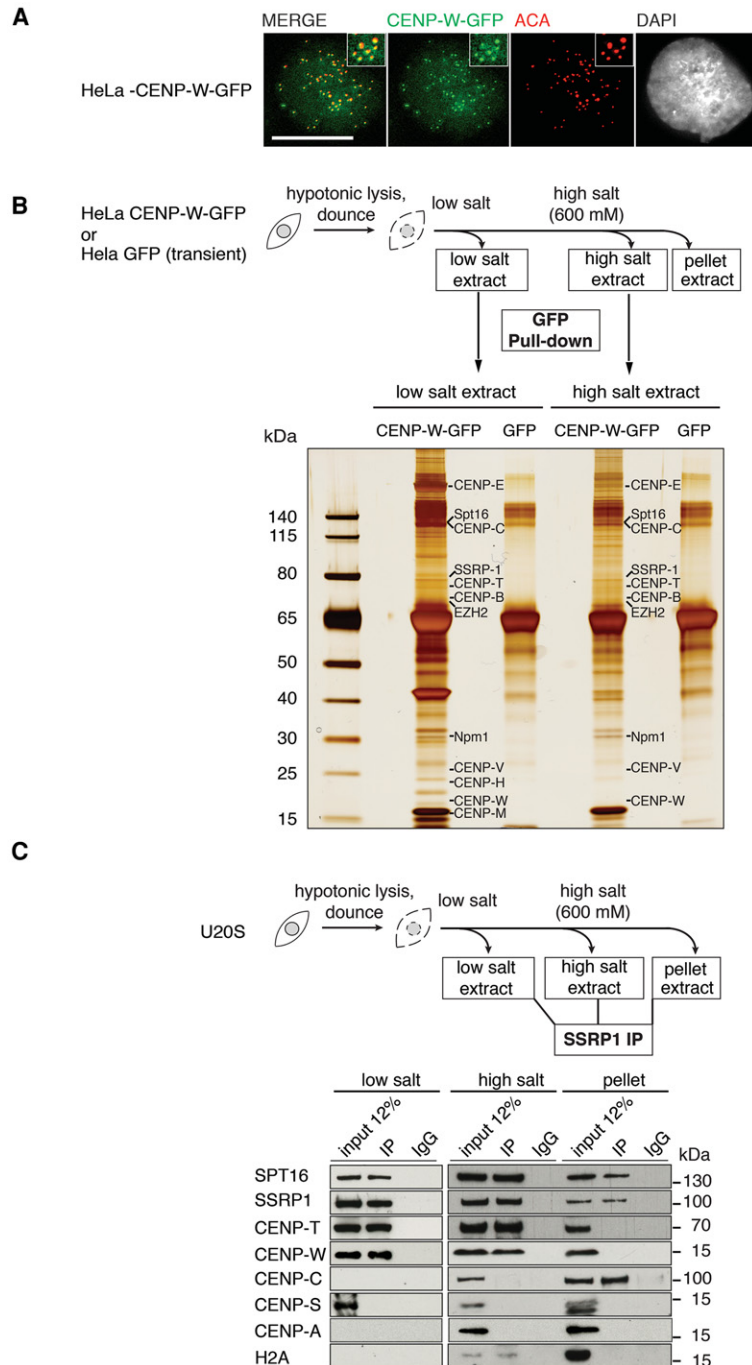 A
MERGE CENP-W-GFP ACA DAPI
HeLa -CENP-W-GFP
B
HeLa CENP-W-GFP
or
Hela GFP (transient)
hypotonic lysis,
dounce
low salt
high salt
(600 mM)
low salt
extract
high salt
extract
pellet
extract
GFP
Pull-down
low salt extract high salt extract
kDa
CENP-W-GFP GFP CENP-W-GFP GFP
140
115
80
65
50
40
30
25
15
CENP-E
Spt16
CENP-C
SSRP-1
CENP-T
CENP-B
EZH2
Npm1
CENP-V
CENP-H
CENP-W
CENP-M
CENP-E
Spt16
CENP-C
SSRP-1
CENP-T
CENP-B
EZH2
Npm1
CENP-V
CENP-W
C
U20S
hypotonic lysis,
dounce
low salt
high salt
(600 mM)
low salt
extract
high salt
extract
pellet
extract
SSRP1 IP
low salt high salt pellet
input 12% IP IgG input 12% IP IgG input 12% IP IgG
kDa
SPT16 130
SSRP1 100
CENP-T 70
CENP-W 15
CENP-C 100
CENP-S 15
CENP-A 15
H2A 15